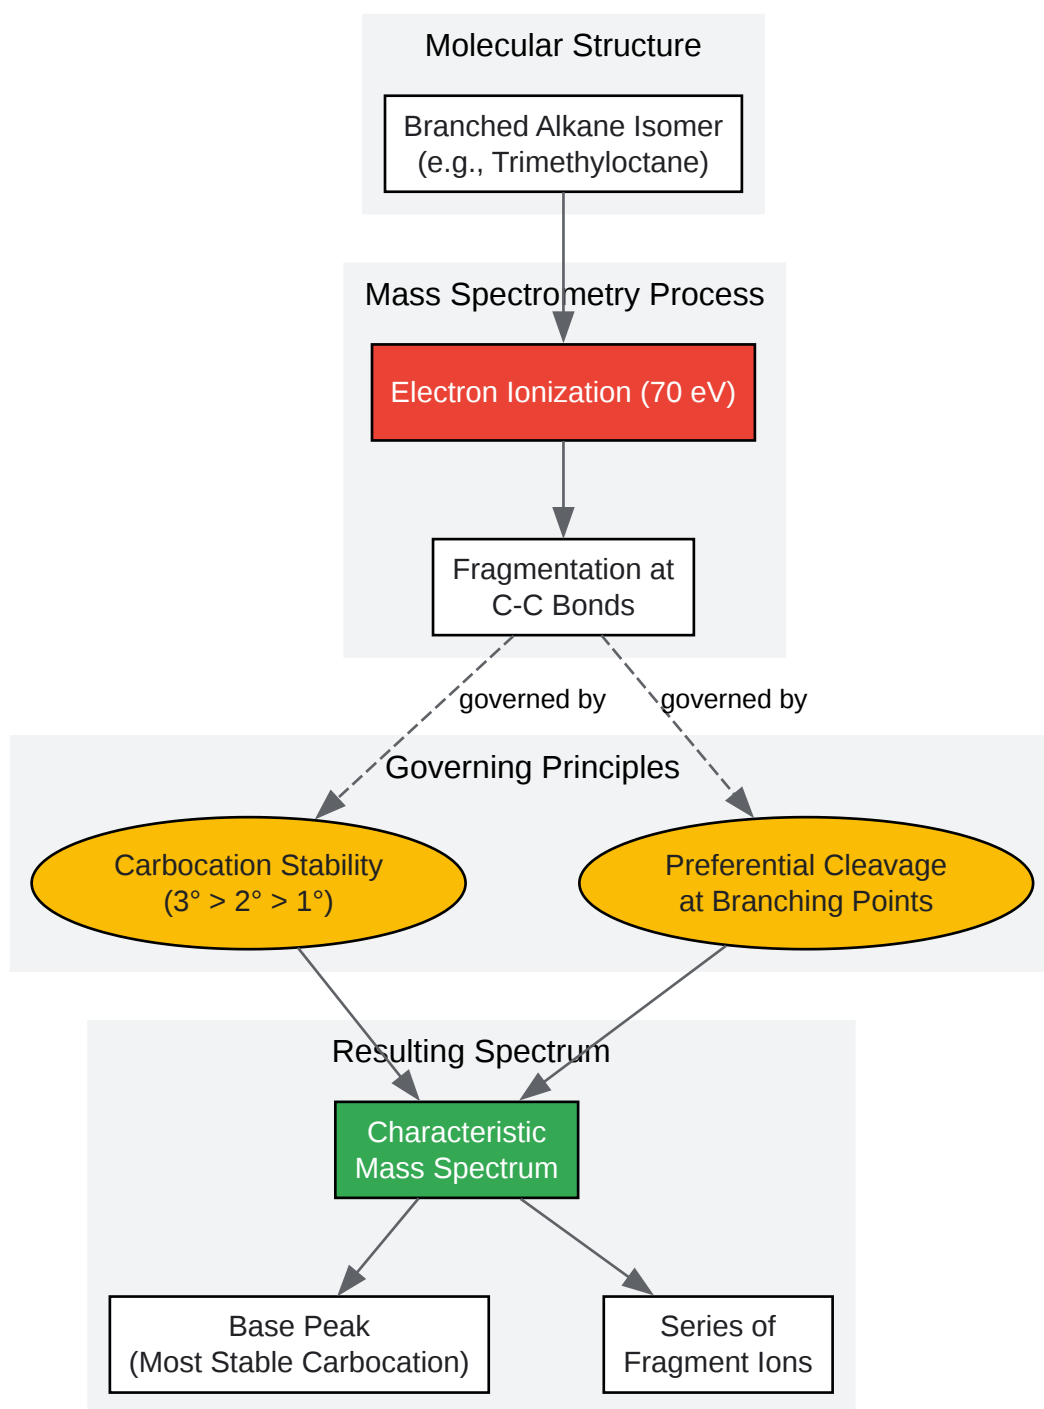 Molecular Structure
Branched Alkane Isomer
(e.g., Trimethyloctane)
Mass Spectrometry Process
Electron Ionization (70 eV)
Fragmentation at
C-C Bonds
governed by
governed by
Governing Principles
Carbocation Stability
(3° > 2° > 1°)
Preferential Cleavage
at Branching Points
Resulting Spectrum
Characteristic
Mass Spectrum
Base Peak
(Most Stable Carbocation)
Series of
Fragment Ions